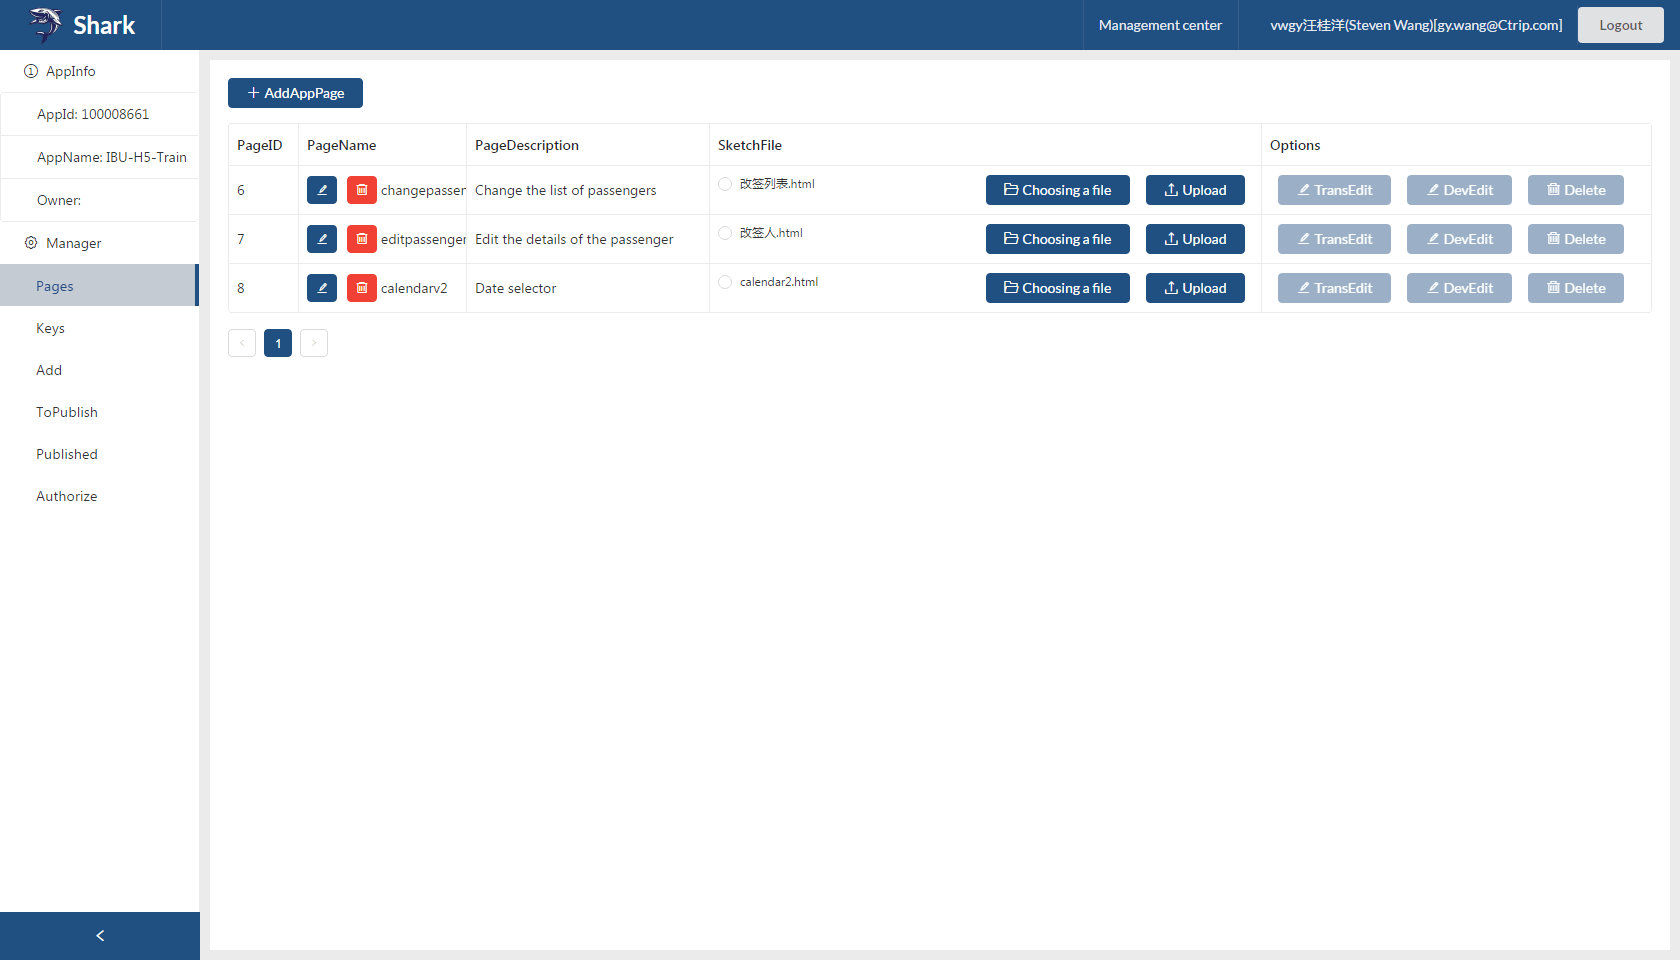 Shark
Management center
vwgy汪桂洋(Steven Wang)[gy.wang@Ctrip.com]
Logout
AppInfo
AppId: 100008661
AppName: IBU-H5-Train
Owner:
Manager
Pages
Keys
Add
ToPublish
Published
Authorize
AddAppPage
PageID PageName PageDescription SketchFile Options
6 changepassen Change the list of passengers 改签列表.html Choosing a file Upload TransEdit DevEdit Delete
7 editpassenger Edit the details of the passenger 改签人.html Choosing a file Upload TransEdit DevEdit Delete
8 calendarv2 Date selector calendar2.html Choosing a file Upload TransEdit DevEdit Delete
< 1 >